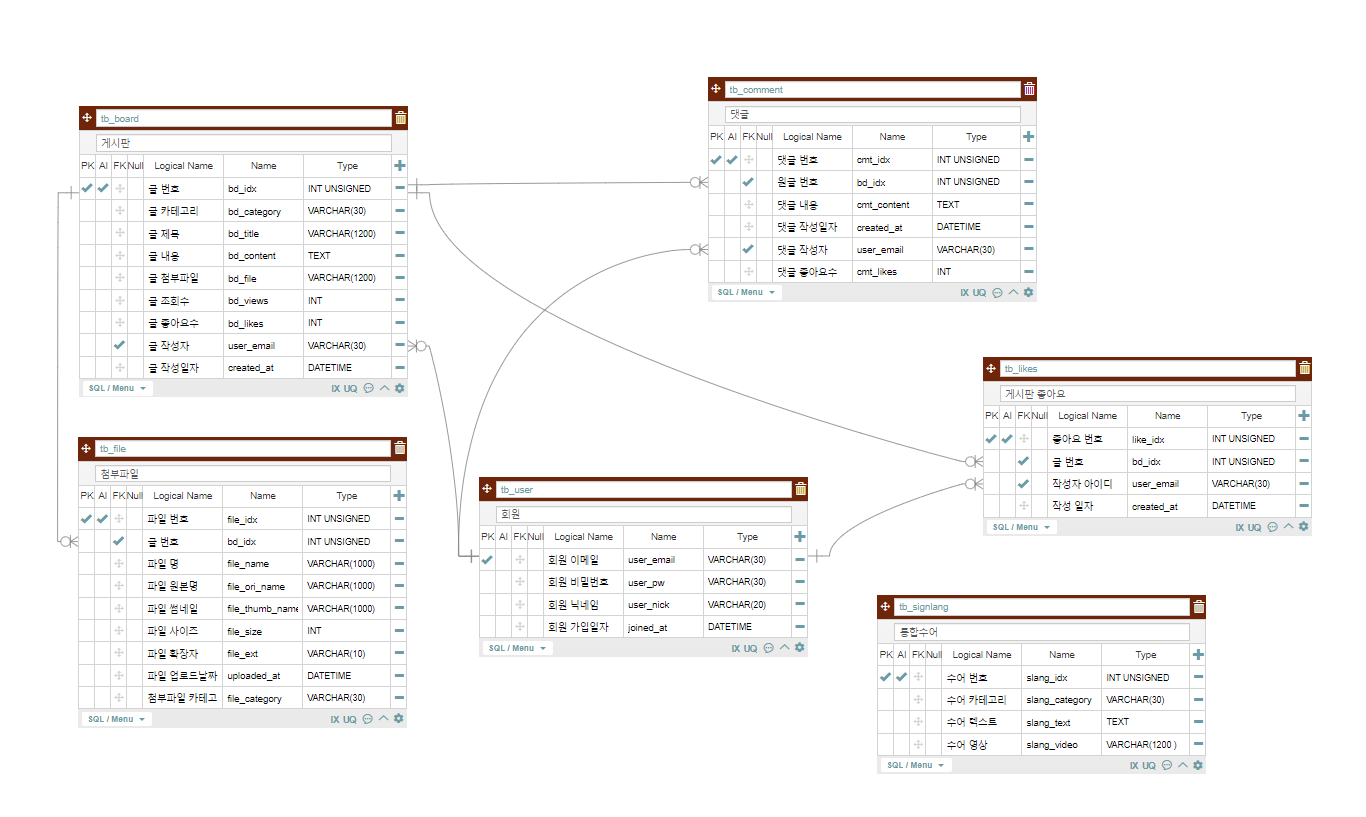 tb_board
게시판
PK AI FK Null Logical Name Name Type
글 번호 bd_idx INT UNSIGNED
글 카테고리 bd_category VARCHAR(30)
글 제목 bd_title VARCHAR(1200)
글 내용 bd_content TEXT
글 첨부파일 bd_file VARCHAR(1200)
글 조회수 bd_views INT
글 좋아요수 bd_likes INT
글 작성자 user_email VARCHAR(30)
글 작성일자 created_at DATETIME
SQL / Menu IX UQ
tb_comment
댓글
PK AI FK Null Logical Name Name Type
댓글 번호 cmt_idx INT UNSIGNED
원글 번호 bd_idx INT UNSIGNED
댓글 내용 cmt_content TEXT
댓글 작성일자 created_at DATETIME
댓글 작성자 user_email VARCHAR(30)
댓글 좋아요수 cmt_likes INT
SQL / Menu IX UQ
tb_likes
게시판 좋아요
PK AI FK Null Logical Name Name Type
좋아요 번호 like_idx INT UNSIGNED
글 번호 bd_idx INT UNSIGNED
작성자 아이디 user_email VARCHAR(30)
작성 일자 created_at DATETIME
SQL / Menu IX UQ
tb_file
첨부파일
PK AI FK Null Logical Name Name Type
파일 번호 file_idx INT UNSIGNED
글 번호 bd_idx INT UNSIGNED
파일 명 file_name VARCHAR(1000)
파일 원본명 file_ori_name VARCHAR(1000)
파일 썸네일 file_thumb_name VARCHAR(1000)
파일 사이즈 file_size INT
파일 확장자 file_ext VARCHAR(10)
파일 업로드날짜 uploaded_at DATETIME
첨부파일 카테고 file_category VARCHAR(30)
SQL / Menu IX UQ
tb_user
회원
PK AI FK Null Logical Name Name Type
회원 이메일 user_email VARCHAR(30)
회원 비밀번호 user_pw VARCHAR(30)
회원 닉네임 user_nick VARCHAR(20)
회원 가입일자 joined_at DATETIME
SQL / Menu IX UQ
tb_signlang
통합수어
PK AI FK Null Logical Name Name Type
수어 번호 slang_idx INT UNSIGNED
수어 카테고리 slang_category VARCHAR(30)
수어 텍스트 slang_text TEXT
수어 영상 slang_video VARCHAR(1200 )
SQL / Menu IX UQ